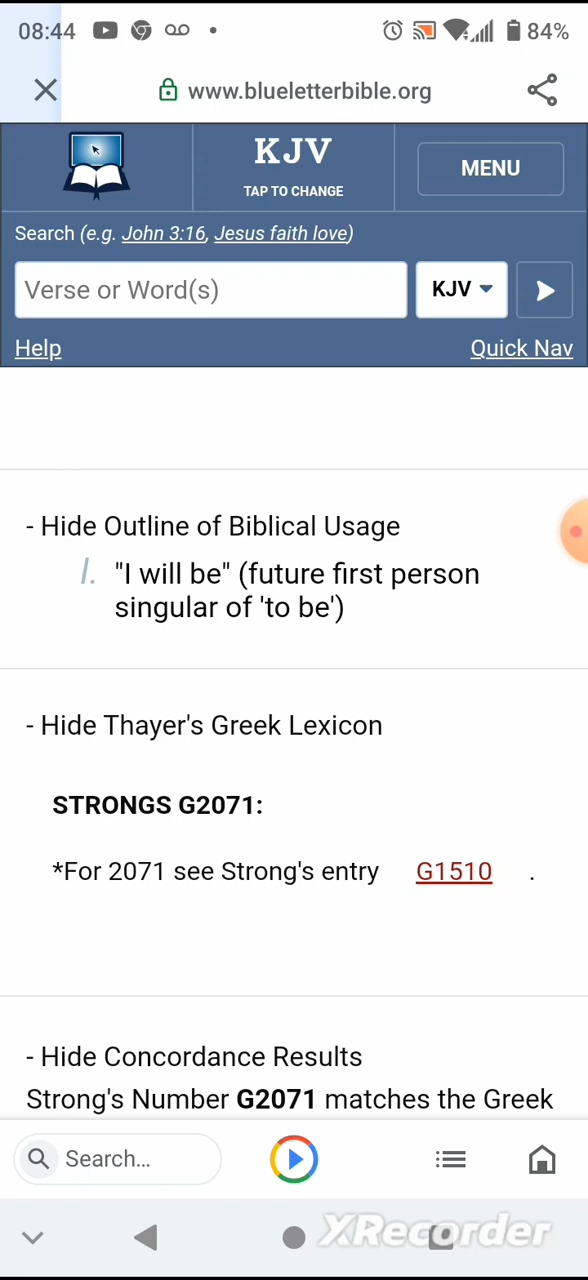 08:44 84%
www.blueletterbible.org
KJV
TAP TO CHANGE
MENU
Search (e.g. John 3:16, Jesus faith love)
Verse or Word(s) KJV
Help Quick Nav
- Hide Outline of Biblical Usage
I. "I will be" (future first person
singular of 'to be')
- Hide Thayer's Greek Lexicon
STRONGS G2071:
*For 2071 see Strong's entry G1510 .
- Hide Concordance Results
Strong's Number G2071 matches the Greek
Search...
XRecorder